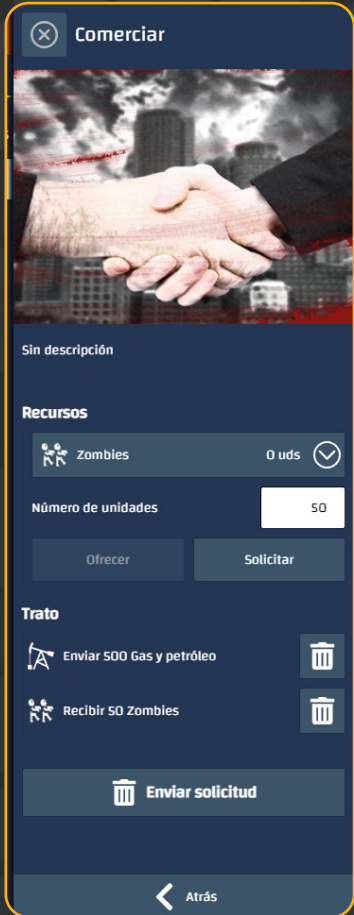 Comerciar
Sin descripción
Recursos
Zombies 0 uds
Número de unidades 50
Ofrecer Solicitar
Trato
Enviar 500 Gas y petróleo
Recibir 50 Zombies
Enviar solicitud
Atrás